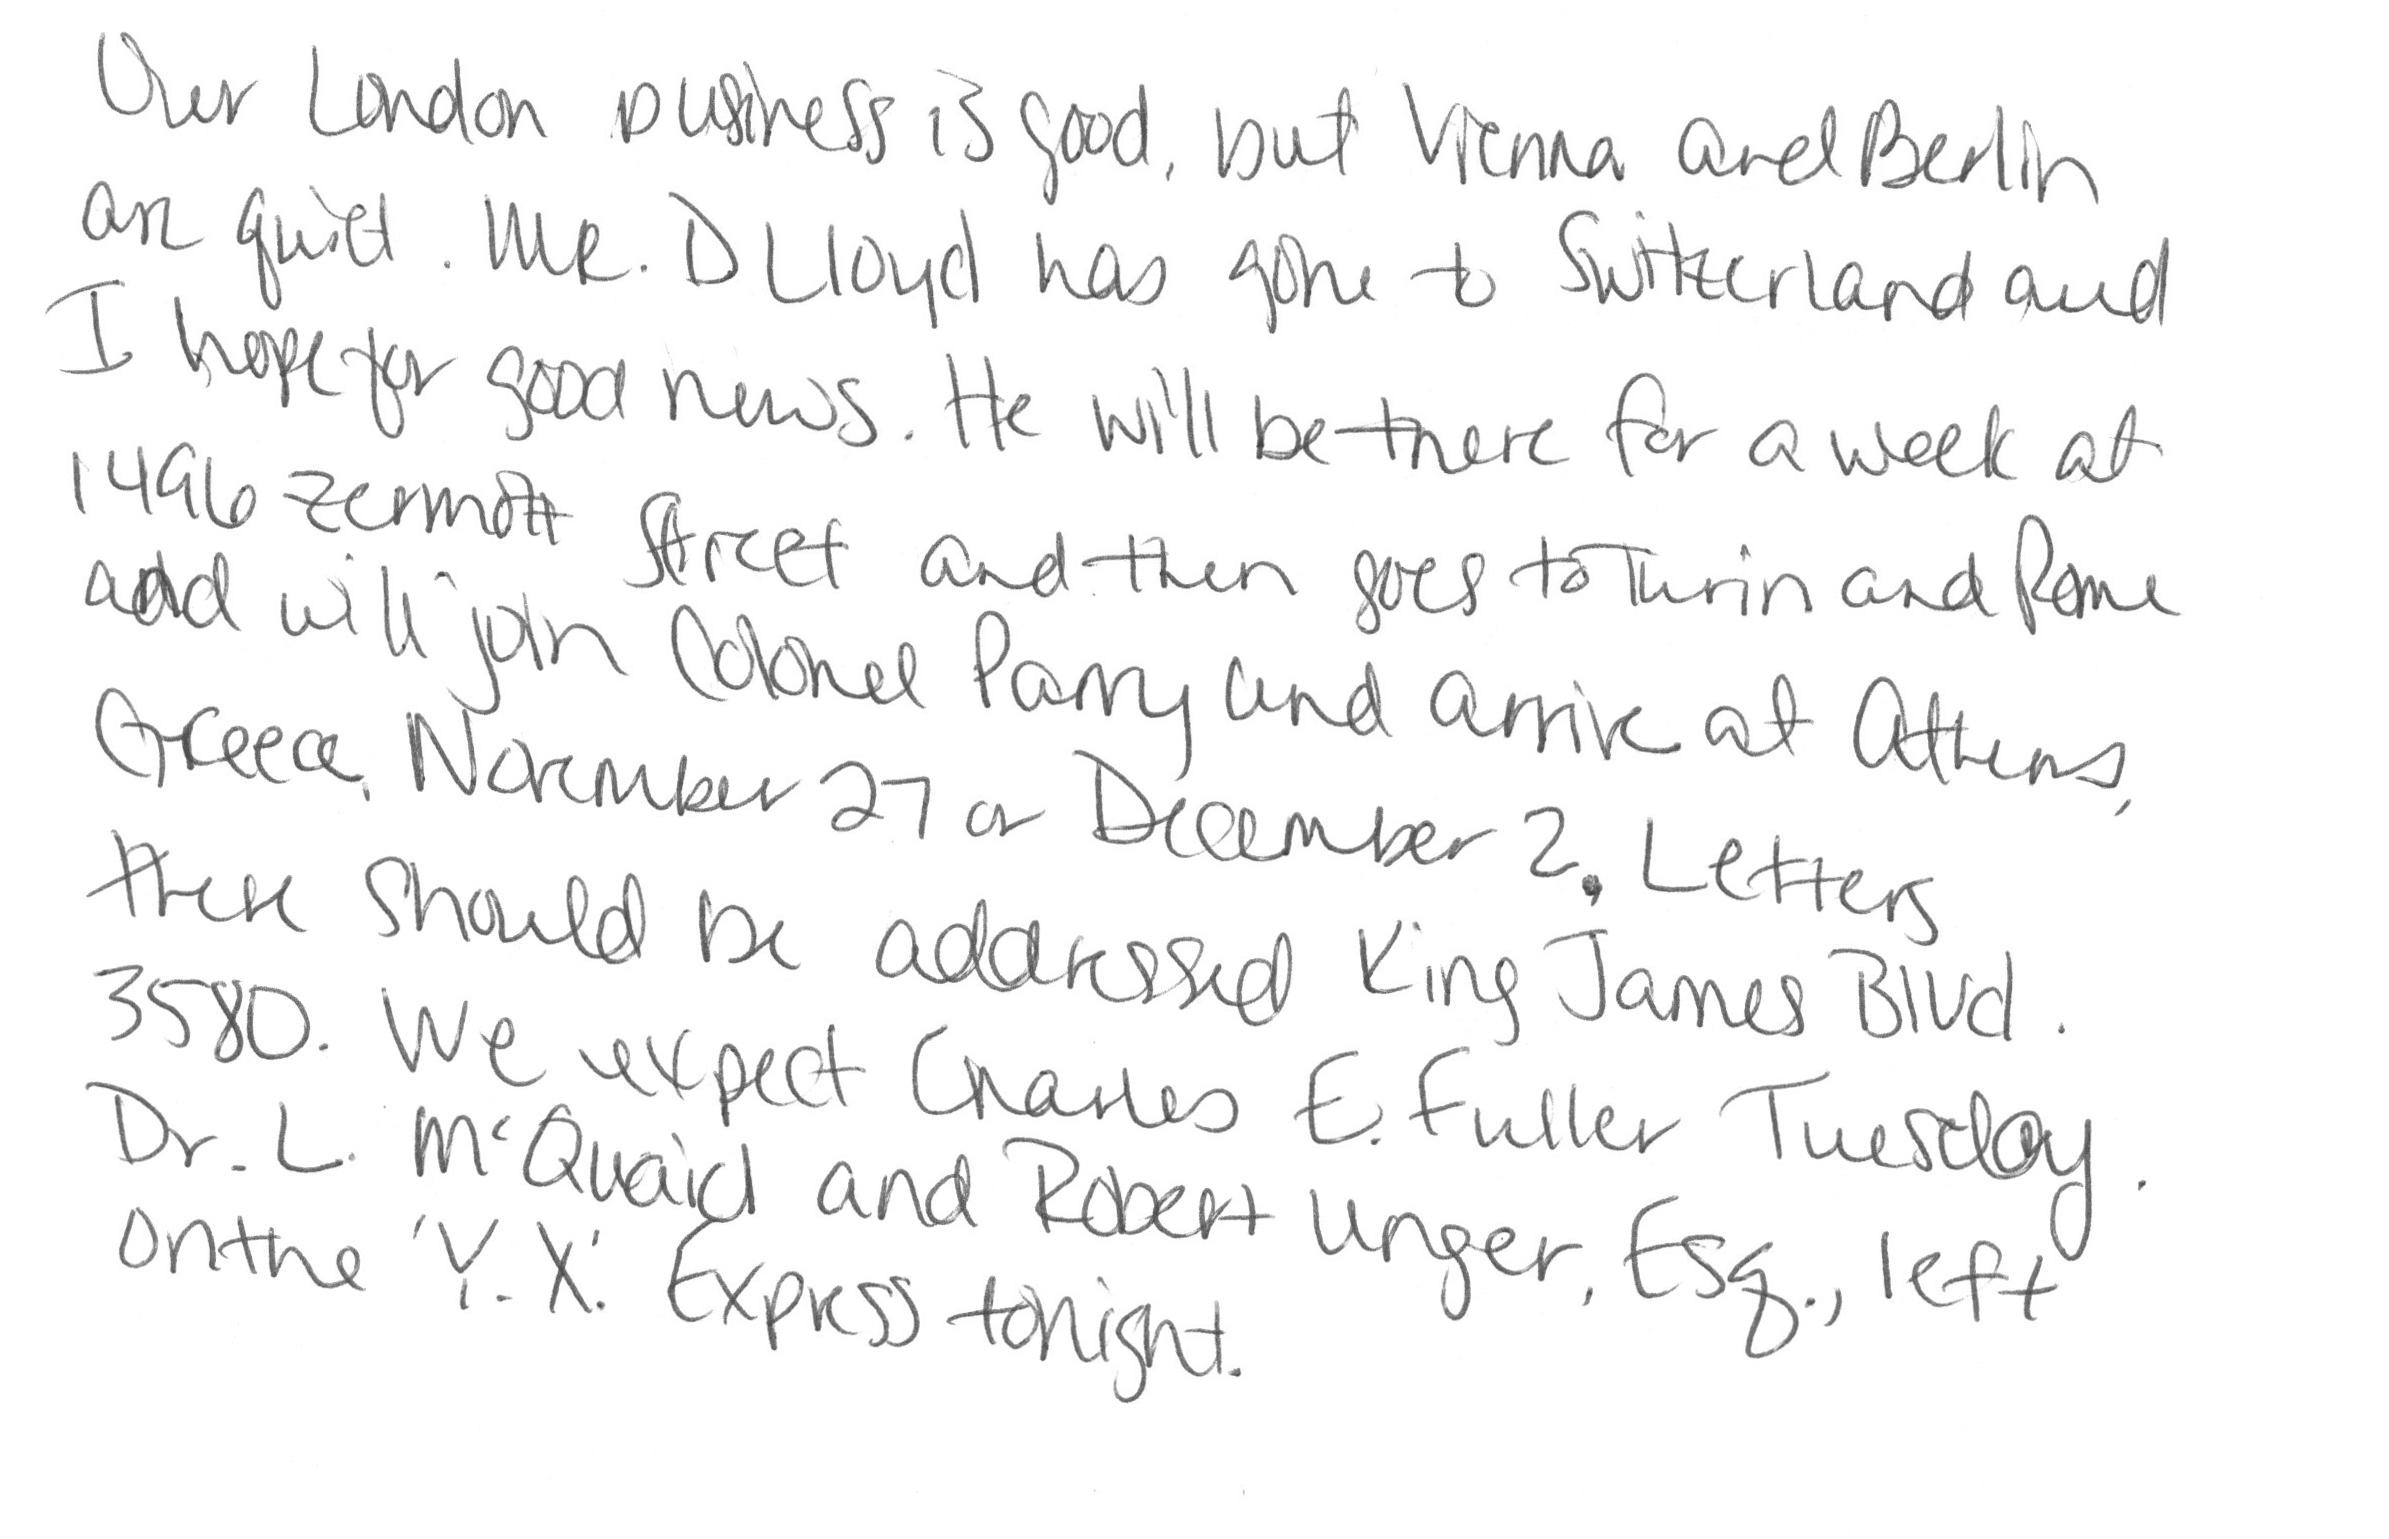 Our London business is good, but Vienna and Berlin
are quiet. Mr. D Lloyd has gone to Switzerland and
I hope for good news. He will be there for a week at
1496 Zermott Street and then goes to Turin and Rome
and will join Colonel Parry and arrive at Athens,
Greece, November 27 or December 2. Letters
there should be addressed King James Blvd.
3580. We expect Charles E. Fuller Tuesday.
Dr. L. McQuaid and Robert Unger, Esq., left
on the 'Y.X.' Express tonight.